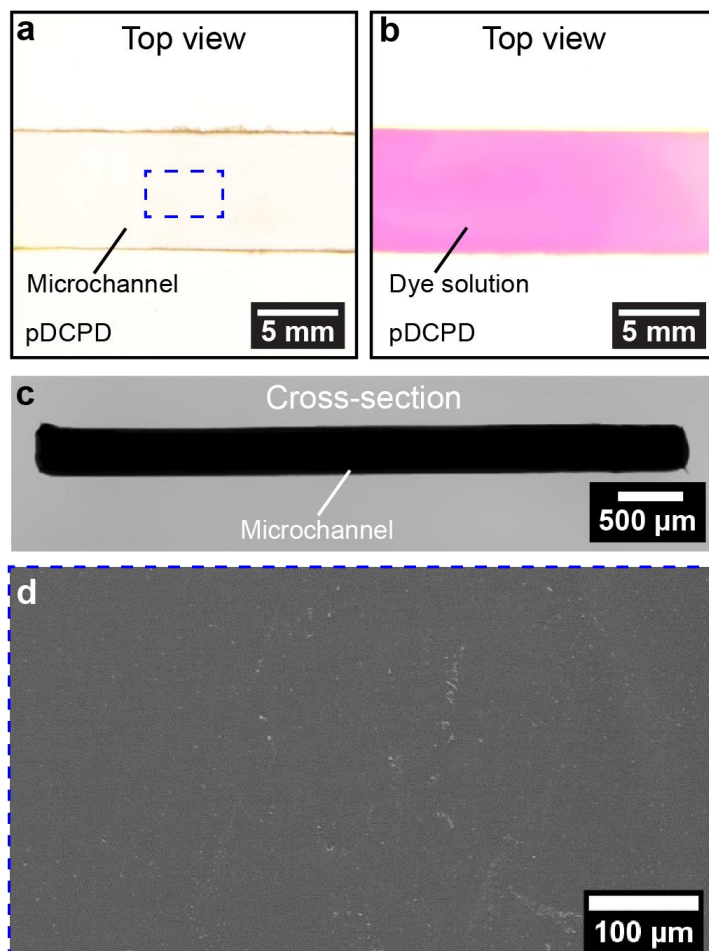 a
Top view
Microchannel
pDCPD
5 mm
b
Top view
Dye solution
pDCPD
5 mm
c
Cross-section
Microchannel
500 µm
d
100 µm